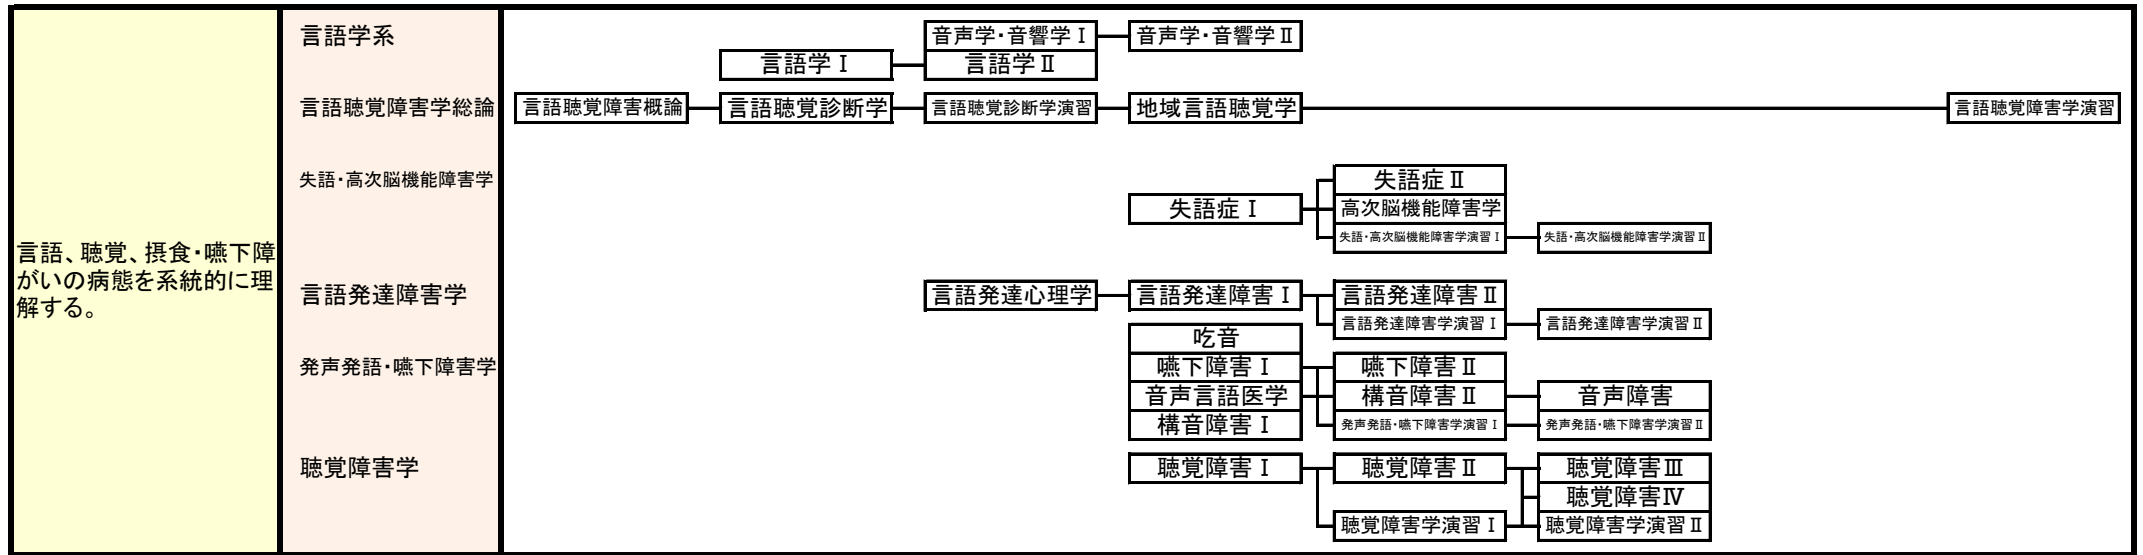 言語、聴覚、摂食・嚥下障
がいの病態を系統的に理
解する。
言語学系
音声学・音響学Ⅰ
音声学・音響学Ⅱ
言語学Ⅰ
言語学Ⅱ
言語聴覚障害学総論
言語聴覚障害概論
言語聴覚診断学
言語聴覚診断学演習
地域言語聴覚学
言語聴覚障害学演習
失語・高次脳機能障害学
失語症Ⅱ
失語症Ⅰ
高次脳機能障害学
失語・高次脳機能障害学演習Ⅰ
失語・高次脳機能障害学演習Ⅱ
言語発達障害学
言語発達心理学
言語発達障害Ⅰ
言語発達障害Ⅱ
言語発達障害学演習Ⅰ
言語発達障害学演習Ⅱ
吃音
発声発語・嚥下障害学
嚥下障害Ⅰ
嚥下障害Ⅱ
音声言語医学
構音障害Ⅱ
音声障害
構音障害Ⅰ
発声発語・嚥下障害学演習Ⅰ
発声発語・嚥下障害学演習Ⅱ
聴覚障害学
聴覚障害Ⅰ
聴覚障害Ⅱ
聴覚障害Ⅲ
聴覚障害Ⅳ
聴覚障害学演習Ⅰ
聴覚障害学演習Ⅱ